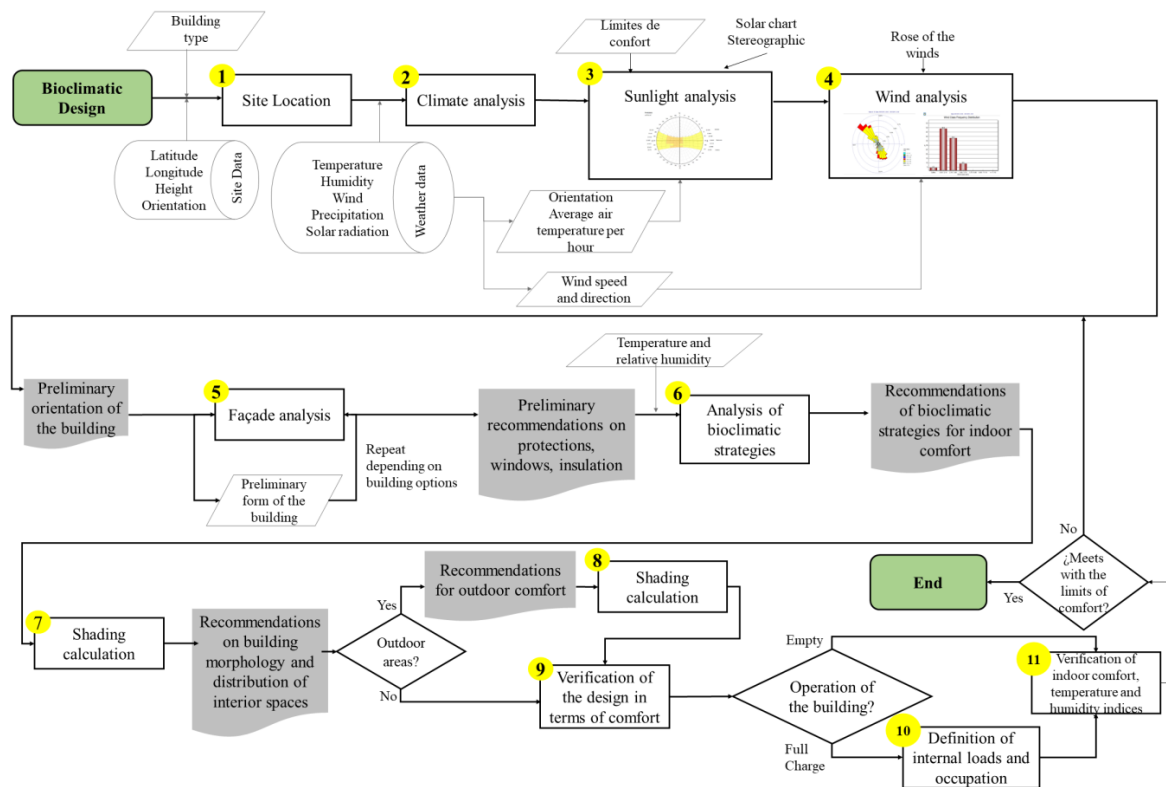 Building
type
Limites de
confort
Solar chart
Stereographic
Rose of the
winds
Bioclimatic
Design
1
Site Location
2
Climate analysis
3
Sunlight analysis
4
Wind analysis
Latitude
Longitude
Height
Orientation
Site Data
Temperature
Humidity
Wind
Precipitation
Solar radiation
Weather data
Orientation
Average air
temperature per
hour
Wind speed
and direction
Preliminary
orientation of
the building
5
Façade analysis
Preliminary
form of the
building
Repeat
depending on
building options
Preliminary
recommendations on
protections,
windows, insulation
Temperature and
relative humidity
6
Analysis of
bioclimatic
strategies
Recommendations
of bioclimatic
strategies for indoor
comfort
7
Shading
calculation
Recommendations
on building
morphology and
distribution of
interior spaces
Outdoor
areas?
Yes
No
Recommendations
for outdoor comfort
8
Shading
calculation
9
Verification of
the design in
terms of comfort
Operation of
the building?
Empty
Full
Charge
10
Definition of
internal loads and
occupation
11
Verification of
indoor comfort,
temperature and
humidity indices
¿Meets
with the
limits of
comfort?
No
Yes
End